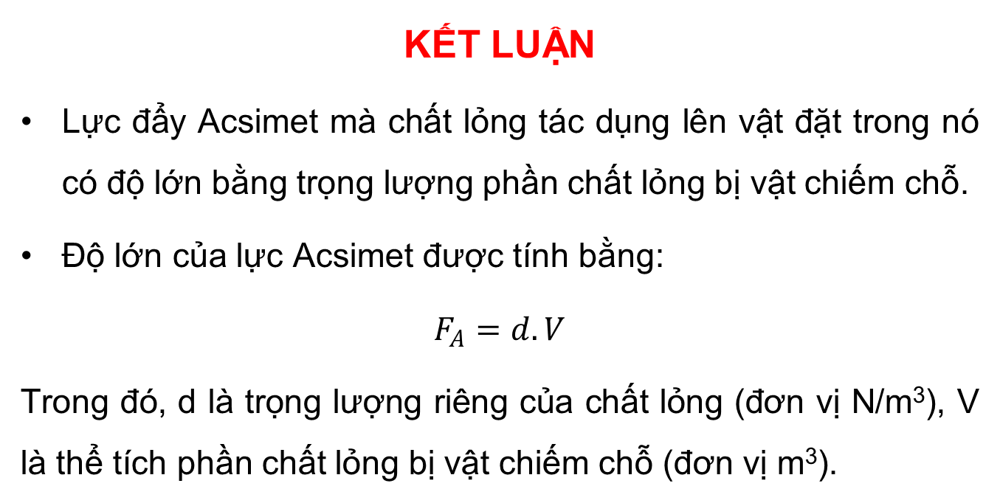 KẾT LUẬN
• Lực đẩy Acsimet mà chất lỏng tác dụng lên vật đặt trong nó
có độ lớn bằng trọng lượng phần chất lỏng bị vật chiếm chỗ.
• Độ lớn của lực Acsimet được tính bằng:
F_A = d.V
Trong đó, d là trọng lượng riêng của chất lỏng (đơn vị N/m³), V
là thể tích phần chất lỏng bị vật chiếm chỗ (đơn vị m³).